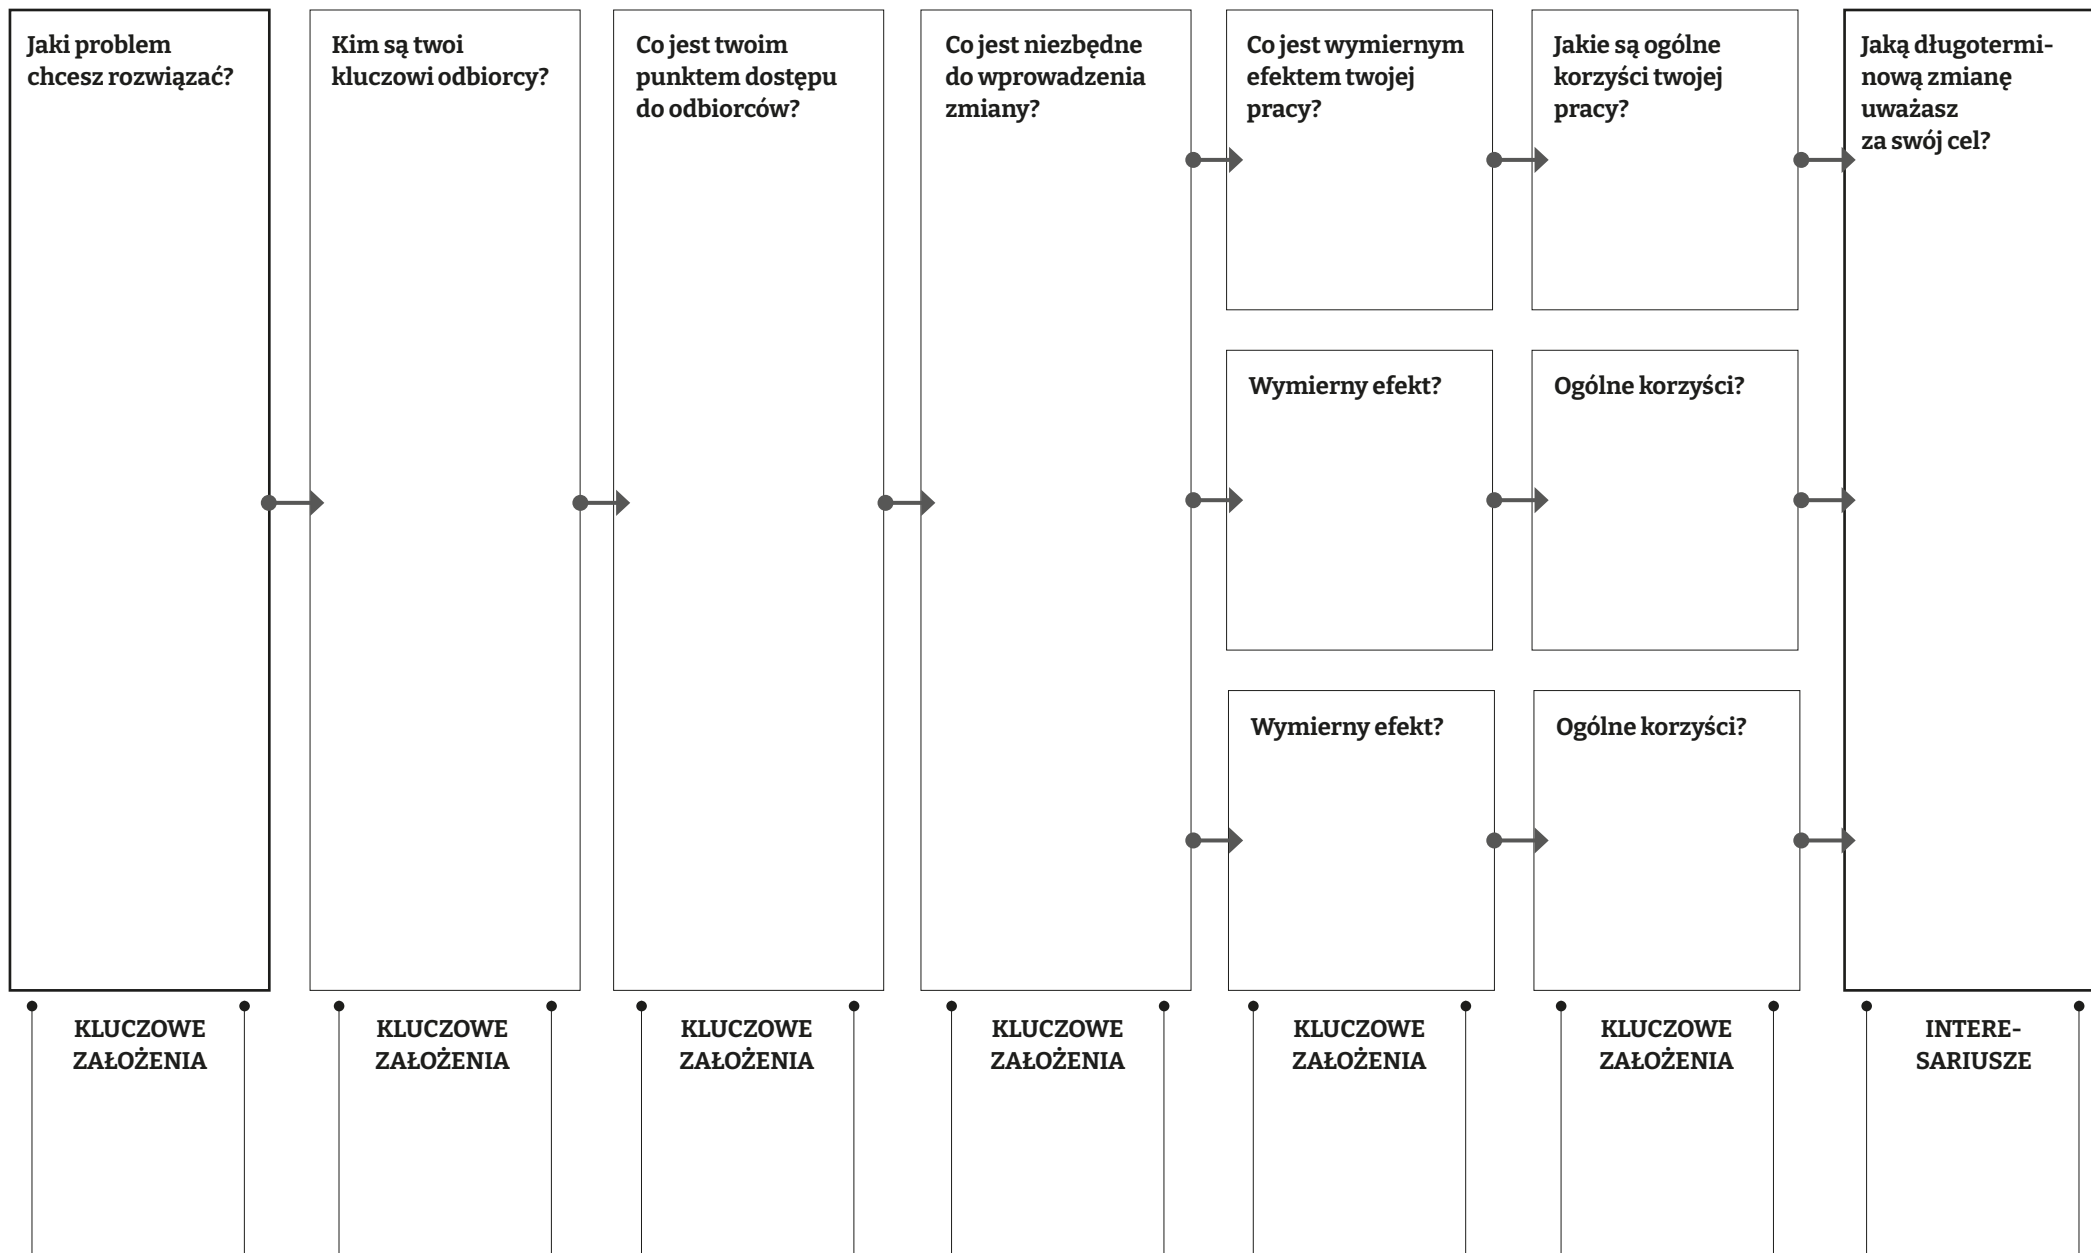 Jaki problem
chcesz rozwiązać?
Kim są twoi
kluczowi odbiorcy?
Co jest twoim
punktem dostępu
do odbiorców?
Co jest niezbędne
do wprowadzenia
zmiany?
Co jest wymiernym
efektem twojej
pracy?
Jakie są ogólne
korzyści twojej
pracy?
Jaką długotermi-
nową zmianę
uważasz
za swój cel?
Wymierny efekt?
Ogólne korzyści?
Wymierny efekt?
Ogólne korzyści?
KLUCZOWE
ZAŁOŻENIA
KLUCZOWE
ZAŁOŻENIA
KLUCZOWE
ZAŁOŻENIA
KLUCZOWE
ZAŁOŻENIA
KLUCZOWE
ZAŁOŻENIA
KLUCZOWE
ZAŁOŻENIA
INTERE-
SARIUSZE